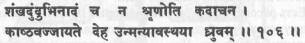 शंखदुंदुभिनादं च न शृणोति कदाचन ।
काष्ठवज्जायते देह उन्मन्यावस्थया ध्रुवम् ॥ १०६ ॥